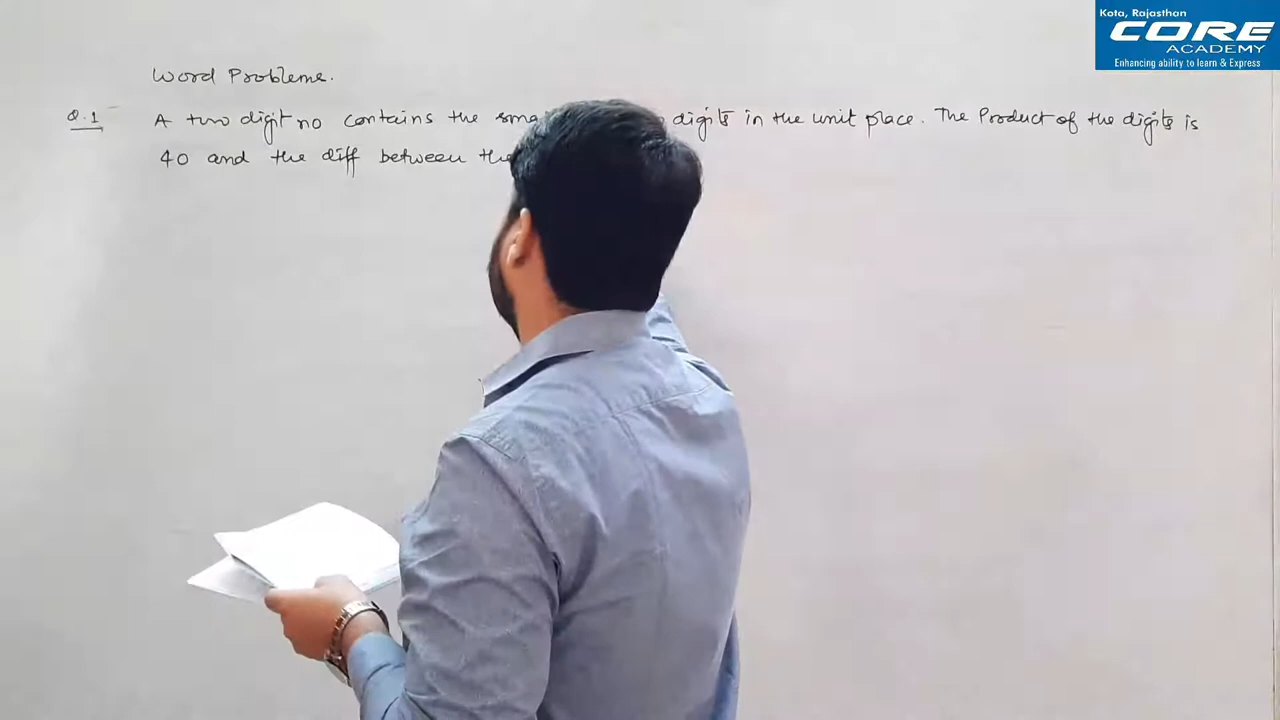 Kota, Rajasthan
CORE
ACADEMY
Enhancing ability to learn & Express
Word Problems.
Q.1 A two digit no contains the digits in the unit place. The Product of the digits is
40 and the diff between the